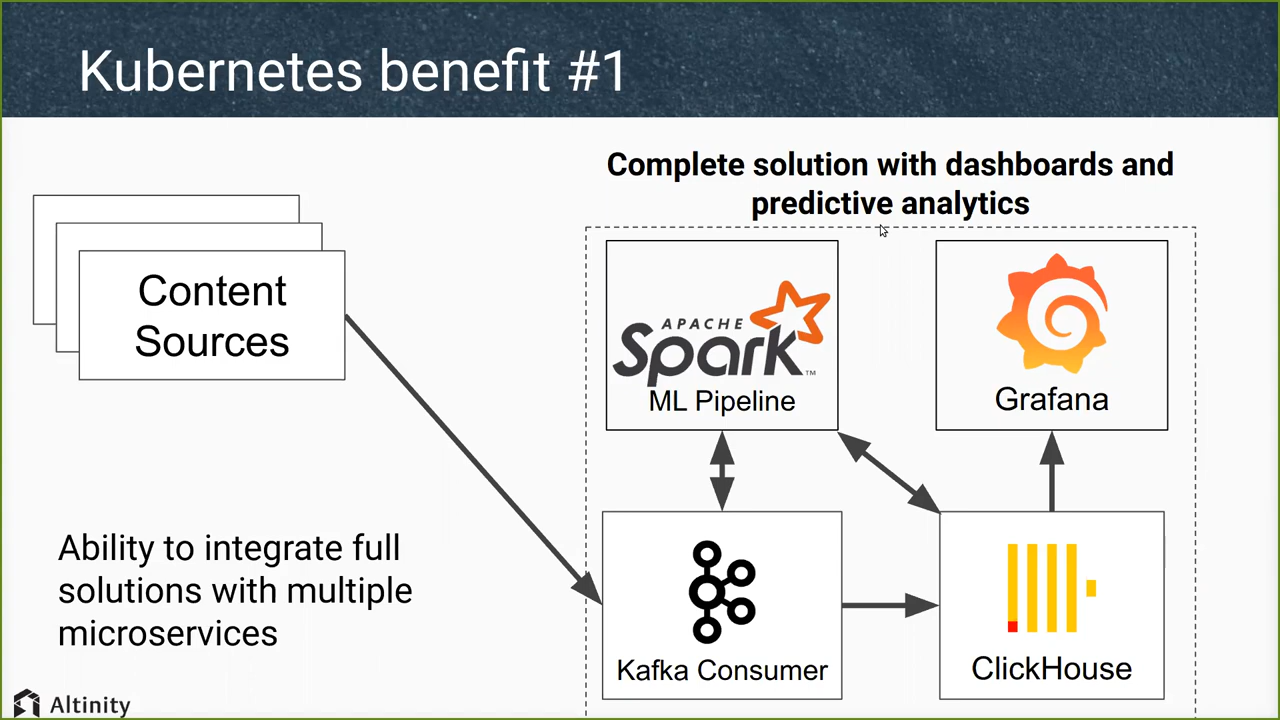 Kubernetes benefit #1
Complete solution with dashboards and
predictive analytics
Content
Sources
APACHE
Spark™
ML Pipeline
Grafana
Ability to integrate full
solutions with multiple
microservices
Kafka Consumer
ClickHouse
Altinity